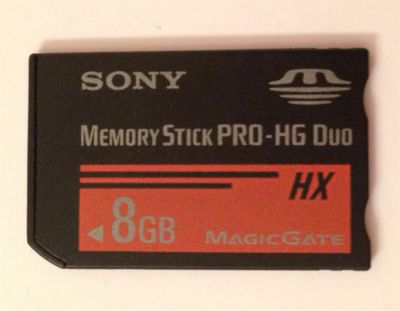 SONY
MEMORY STICK PRO-HG DUO
HX
8GB
MAGICGATE